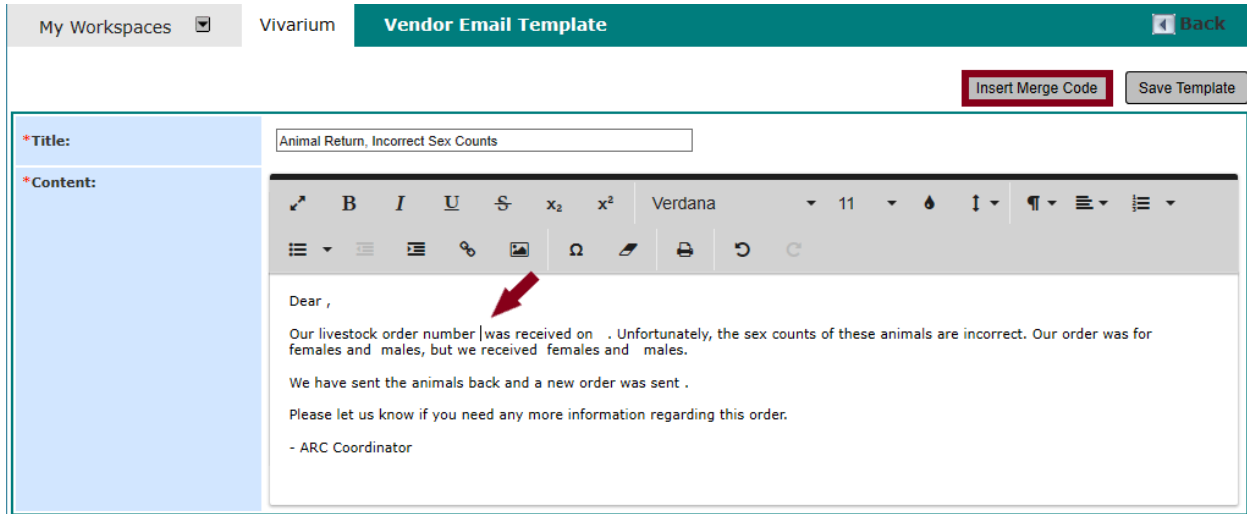 My Workspaces Vivarium Vendor Email Template Back
Insert Merge Code Save Template
*Title: Animal Return, Incorrect Sex Counts
*Content:
B I U S x₂ x² Verdana 11 ¶
Ω
Dear ,
Our livestock order number was received on . Unfortunately, the sex counts of these animals are incorrect. Our order was for
females and males, but we received females and males.
We have sent the animals back and a new order was sent .
Please let us know if you need any more information regarding this order.
- ARC Coordinator